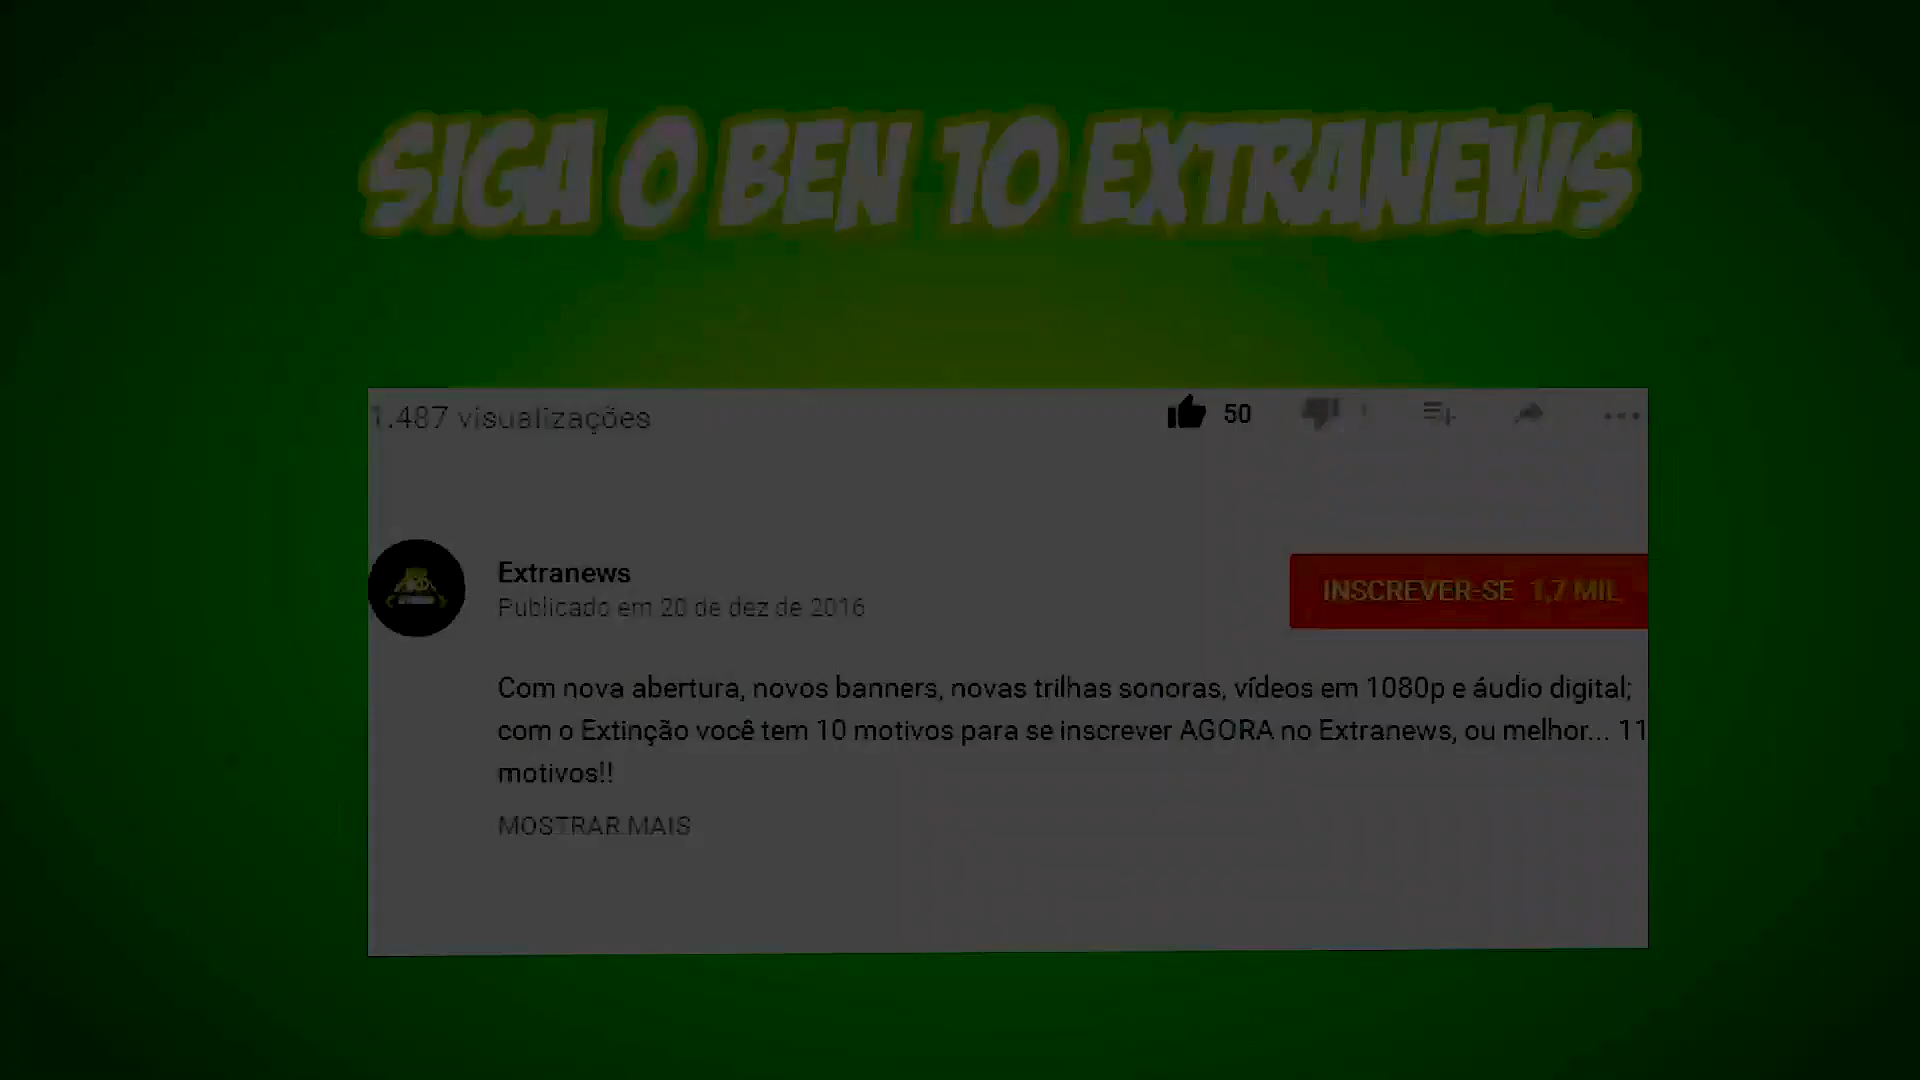 SIGA O BEN 10 EXTRANEWS
1.487 visualizações 50 1
Extranews
Publicado em 20 de dez de 2016
INSCREVER-SE 1,7 MIL
Com nova abertura, novos banners, novas trilhas sonoras, vídeos em 1080p e áudio digital;
com o Extinção você tem 10 motivos para se inscrever AGORA no Extranews, ou melhor... 11
motivos!!
MOSTRAR MAIS